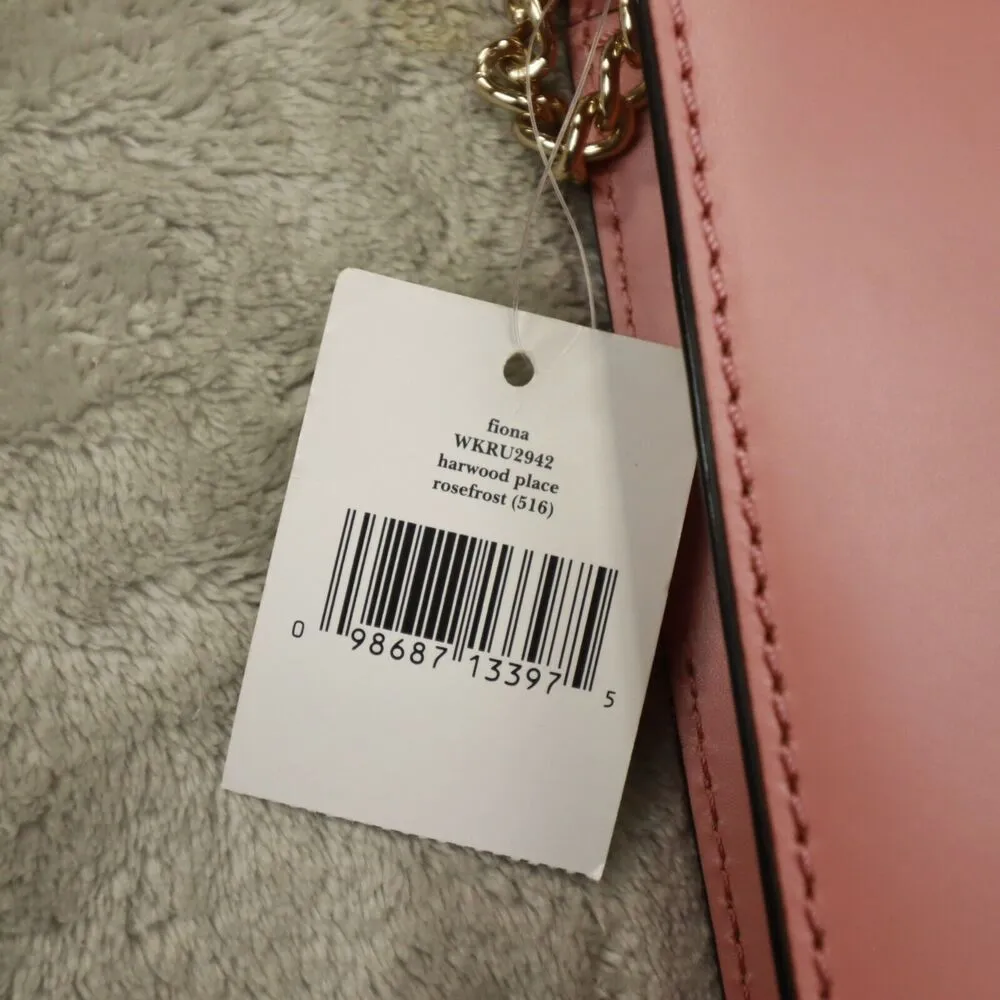 fiona
WKRU2942
harwood place
rosefrost (516)
0 98687 13397 5